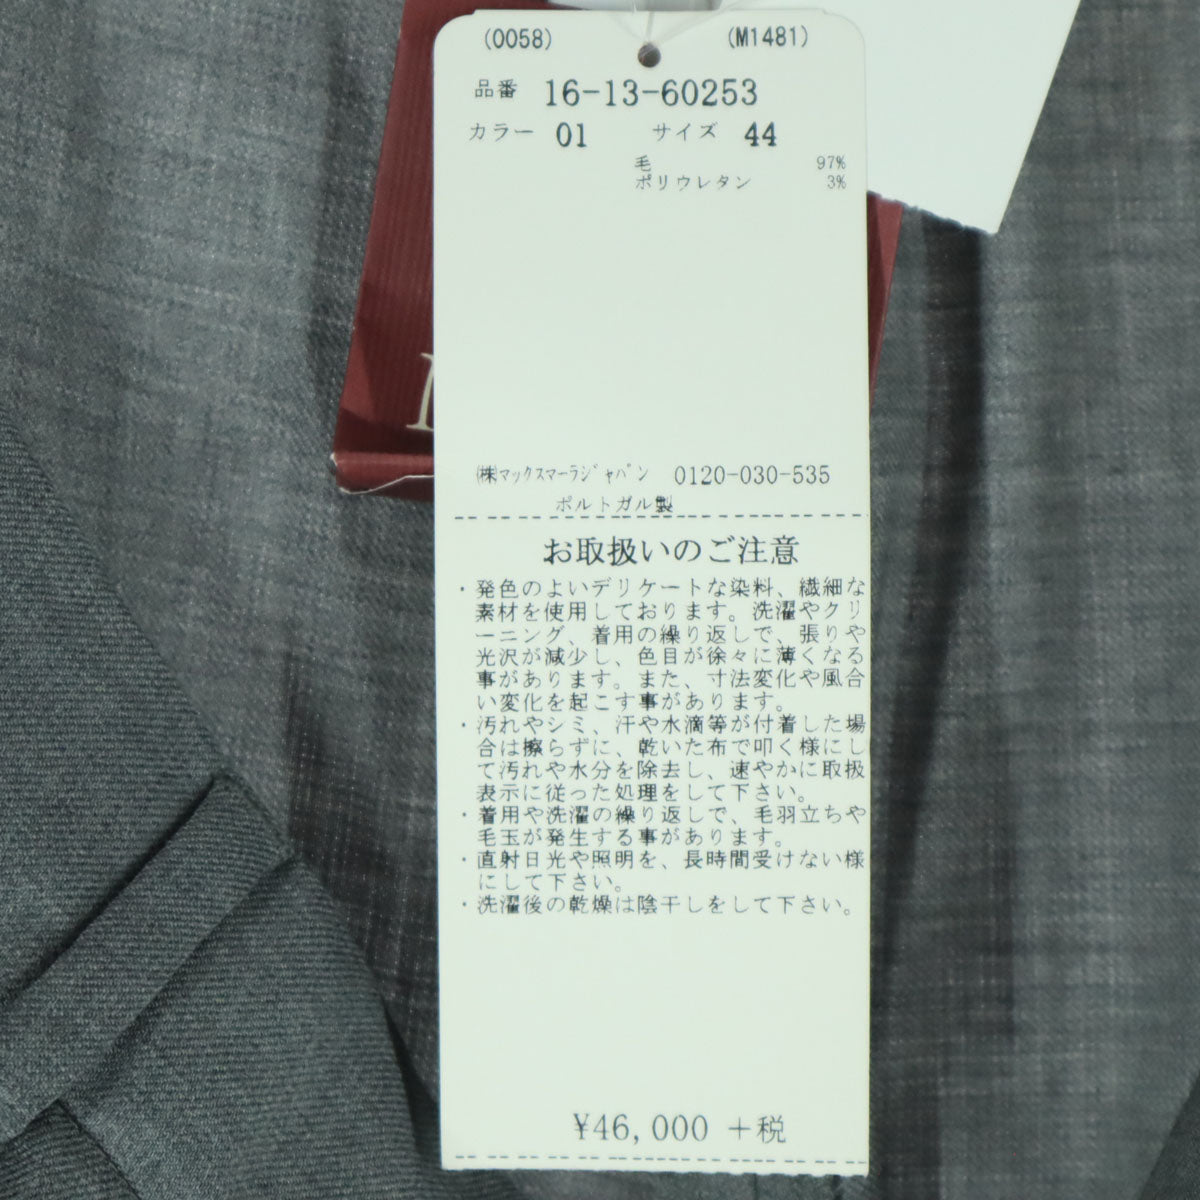 (0058) (M1481)
品番 16-13-60253
カラー 01 サイズ 44
毛 97%
ポリウレタン 3%
㈱マックスマーラジャパン 0120-030-535
ポルトガル製
お取扱いのご注意
・発色のよいデリケートな染料、繊細な
素材を使用しております。洗濯やクリ
ーニング、着用の繰り返しで、張りや
光沢が減少し、色目が徐々に薄くなる
事があります。また、寸法変化や風合
い変化を起こす事があります。
・汚れやシミ、汗や水滴等が付着した場
合は擦らずに、乾いた布で叩く様にし
て汚れや水分を除去し、速やかに取扱
表示に従った処理をして下さい。
・着用や洗濯の繰り返しで、毛羽立ちや
毛玉が発生する事があります。
・直射日光や照明を、長時間受けない様
にして下さい。
・洗濯後の乾燥は陰干しをして下さい。
¥46,000 +税